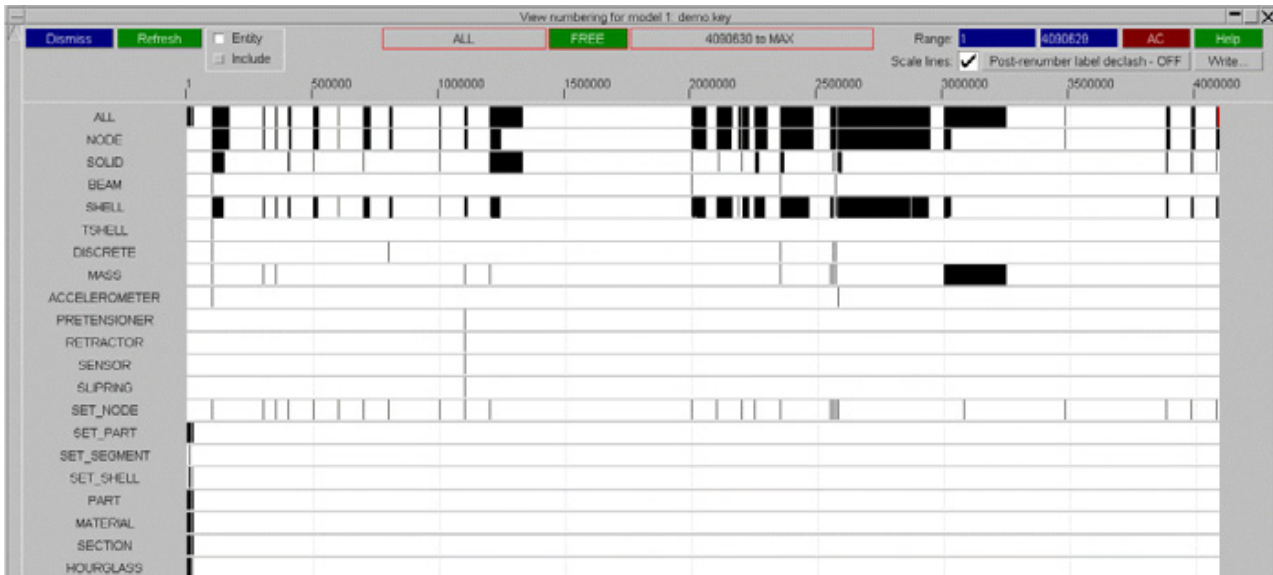 View numbering for model 1: demo.key
Dismiss Refresh Entity ALL FREE 4090630 to MAX Range: 1 4090629 AC Help
Include Scale lines: Post-renumber label declash - OFF Write...
1 500000 1000000 1500000 2000000 2500000 3000000 3500000 4000000
ALL
NODE
SOLID
BEAM
SHELL
TSHELL
DISCRETE
MASS
ACCELEROMETER
PRETENSIONER
RETRACTOR
SENSOR
SLIPRING
SET_NODE
SET_PART
SET_SEGMENT
SET_SHELL
PART
MATERIAL
SECTION
HOURGLASS